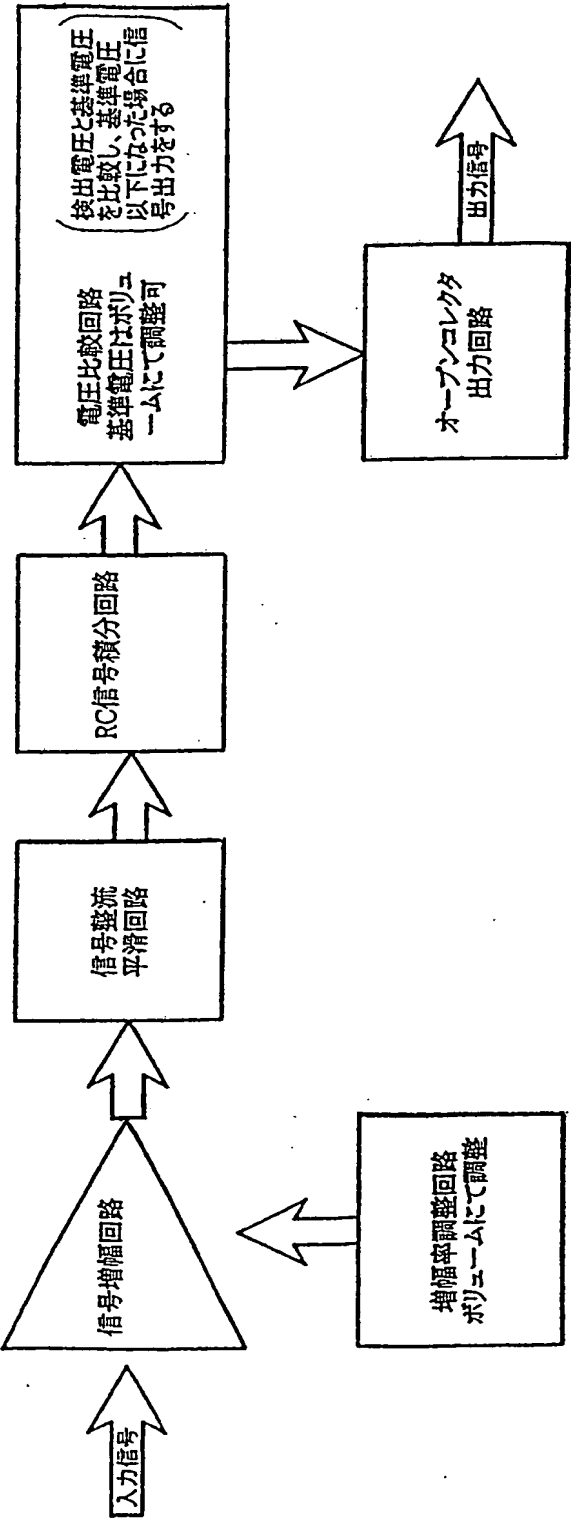 入力信号
信号増幅回路
増幅率調整回路
ボリュームにて調整
信号整流
平滑回路
RC信号積分回路
電圧比較回路
基準電圧はボリュ
ームにて調整可
検出電圧と基準電圧
を比較し、基準電圧
以下になった場合に信
号出力をする
オープンコレクタ
出力回路
出力信号